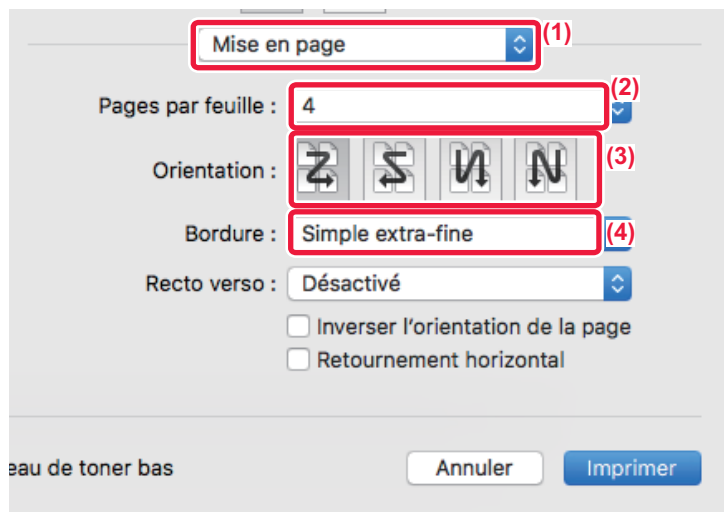 Mise en page (1)
Pages par feuille : 4 (2)
Orientation : (3)
Bordure : Simple extra-fine (4)
Recto verso : Désactivé
Inverser l'orientation de la page
Retournement horizontal
eau de toner bas Annuler Imprimer